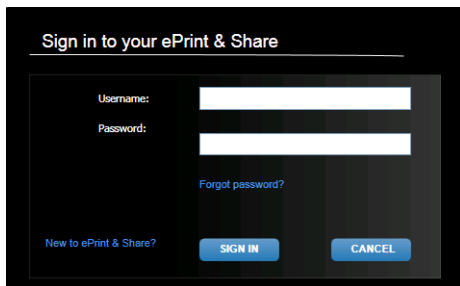 Sign in to your ePrint & Share
Username:
Password:
Forgot password?
New to ePrint & Share?
SIGN IN
CANCEL